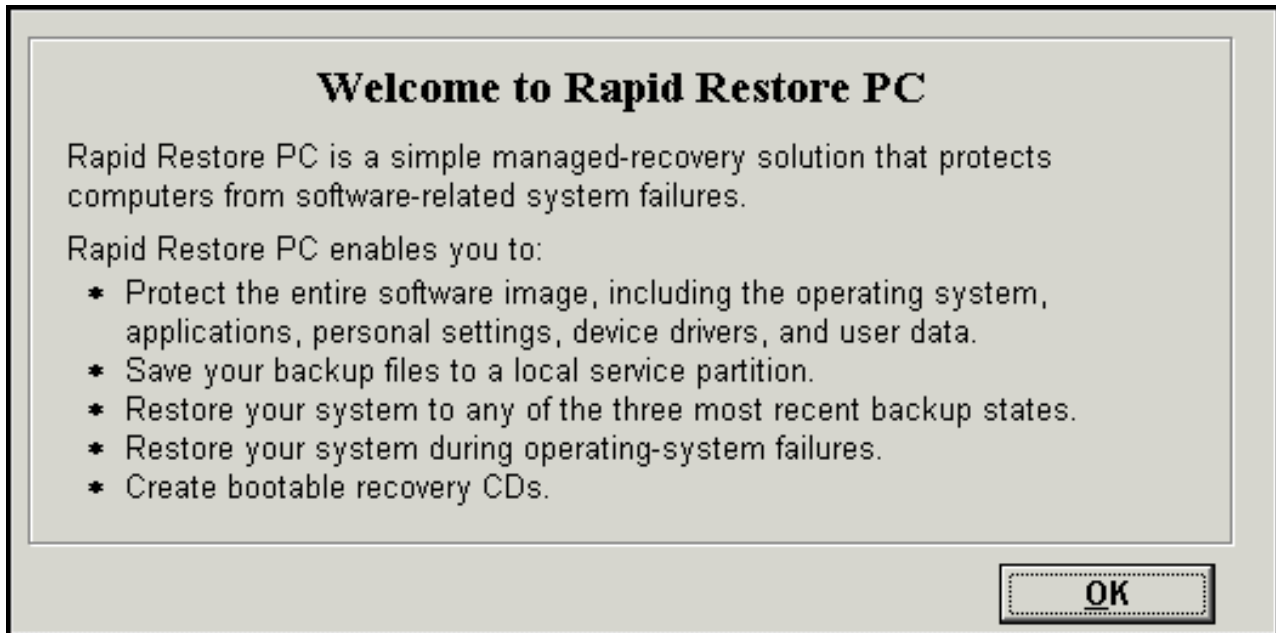 Welcome to Rapid Restore PC
Rapid Restore PC is a simple managed-recovery solution that protects
computers from software-related system failures.
Rapid Restore PC enables you to:
* Protect the entire software image, including the operating system,
applications, personal settings, device drivers, and user data.
* Save your backup files to a local service partition.
* Restore your system to any of the three most recent backup states.
* Restore your system during operating-system failures.
* Create bootable recovery CDs.
OK